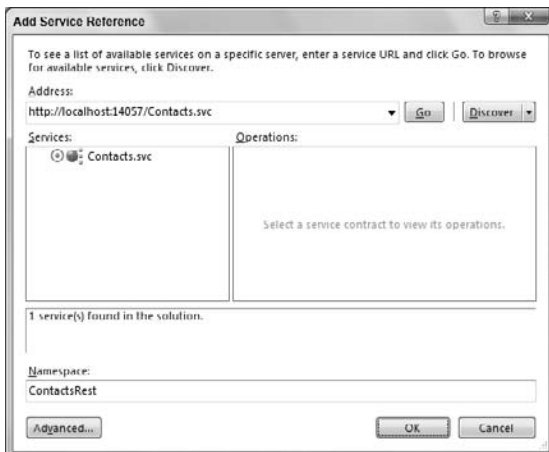 Add Service Reference
To see a list of available services on a specific server, enter a service URL and click Go. To browse
for available services, click Discover.
Address:
http://localhost:14057/Contacts.svc
Go
Discover
Services:
Operations:
Contacts.svc
Select a service contract to view its operations.
1 service(s) found in the solution.
Namespace:
ContactsRest
Advanced...
OK
Cancel